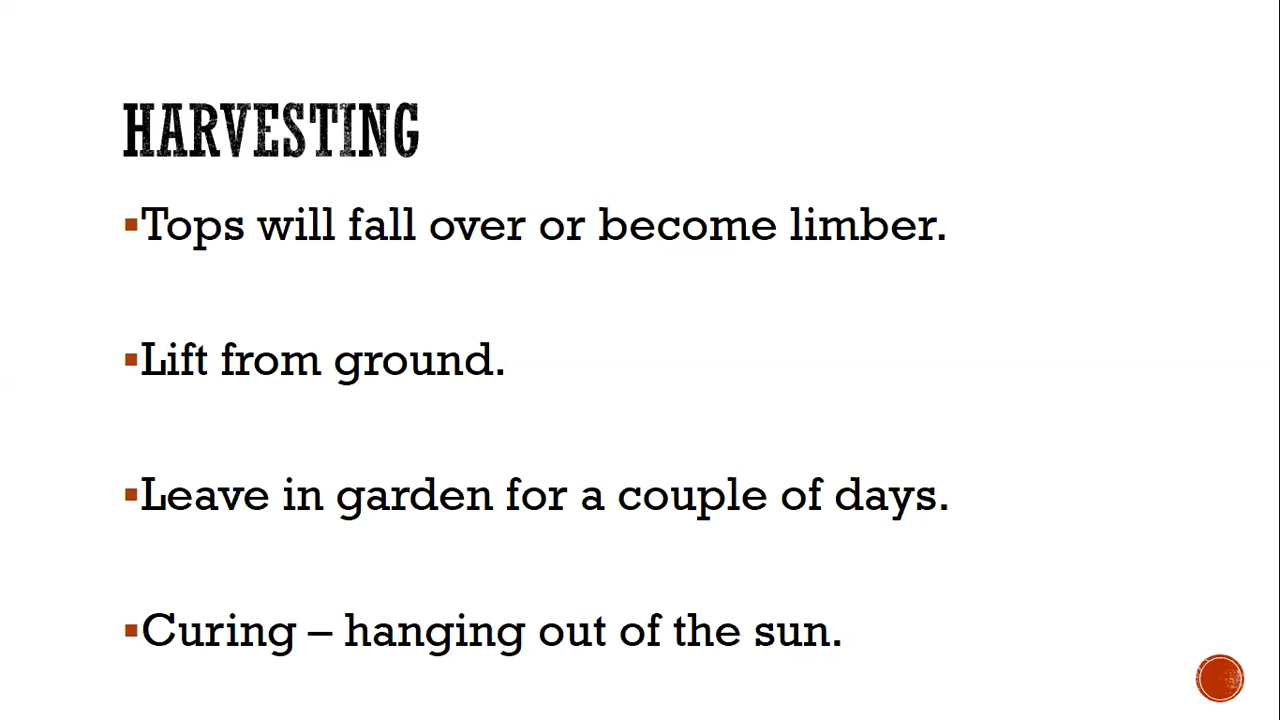 HARVESTING
▪Tops will fall over or become limber.
▪Lift from ground.
▪Leave in garden for a couple of days.
▪Curing – hanging out of the sun.